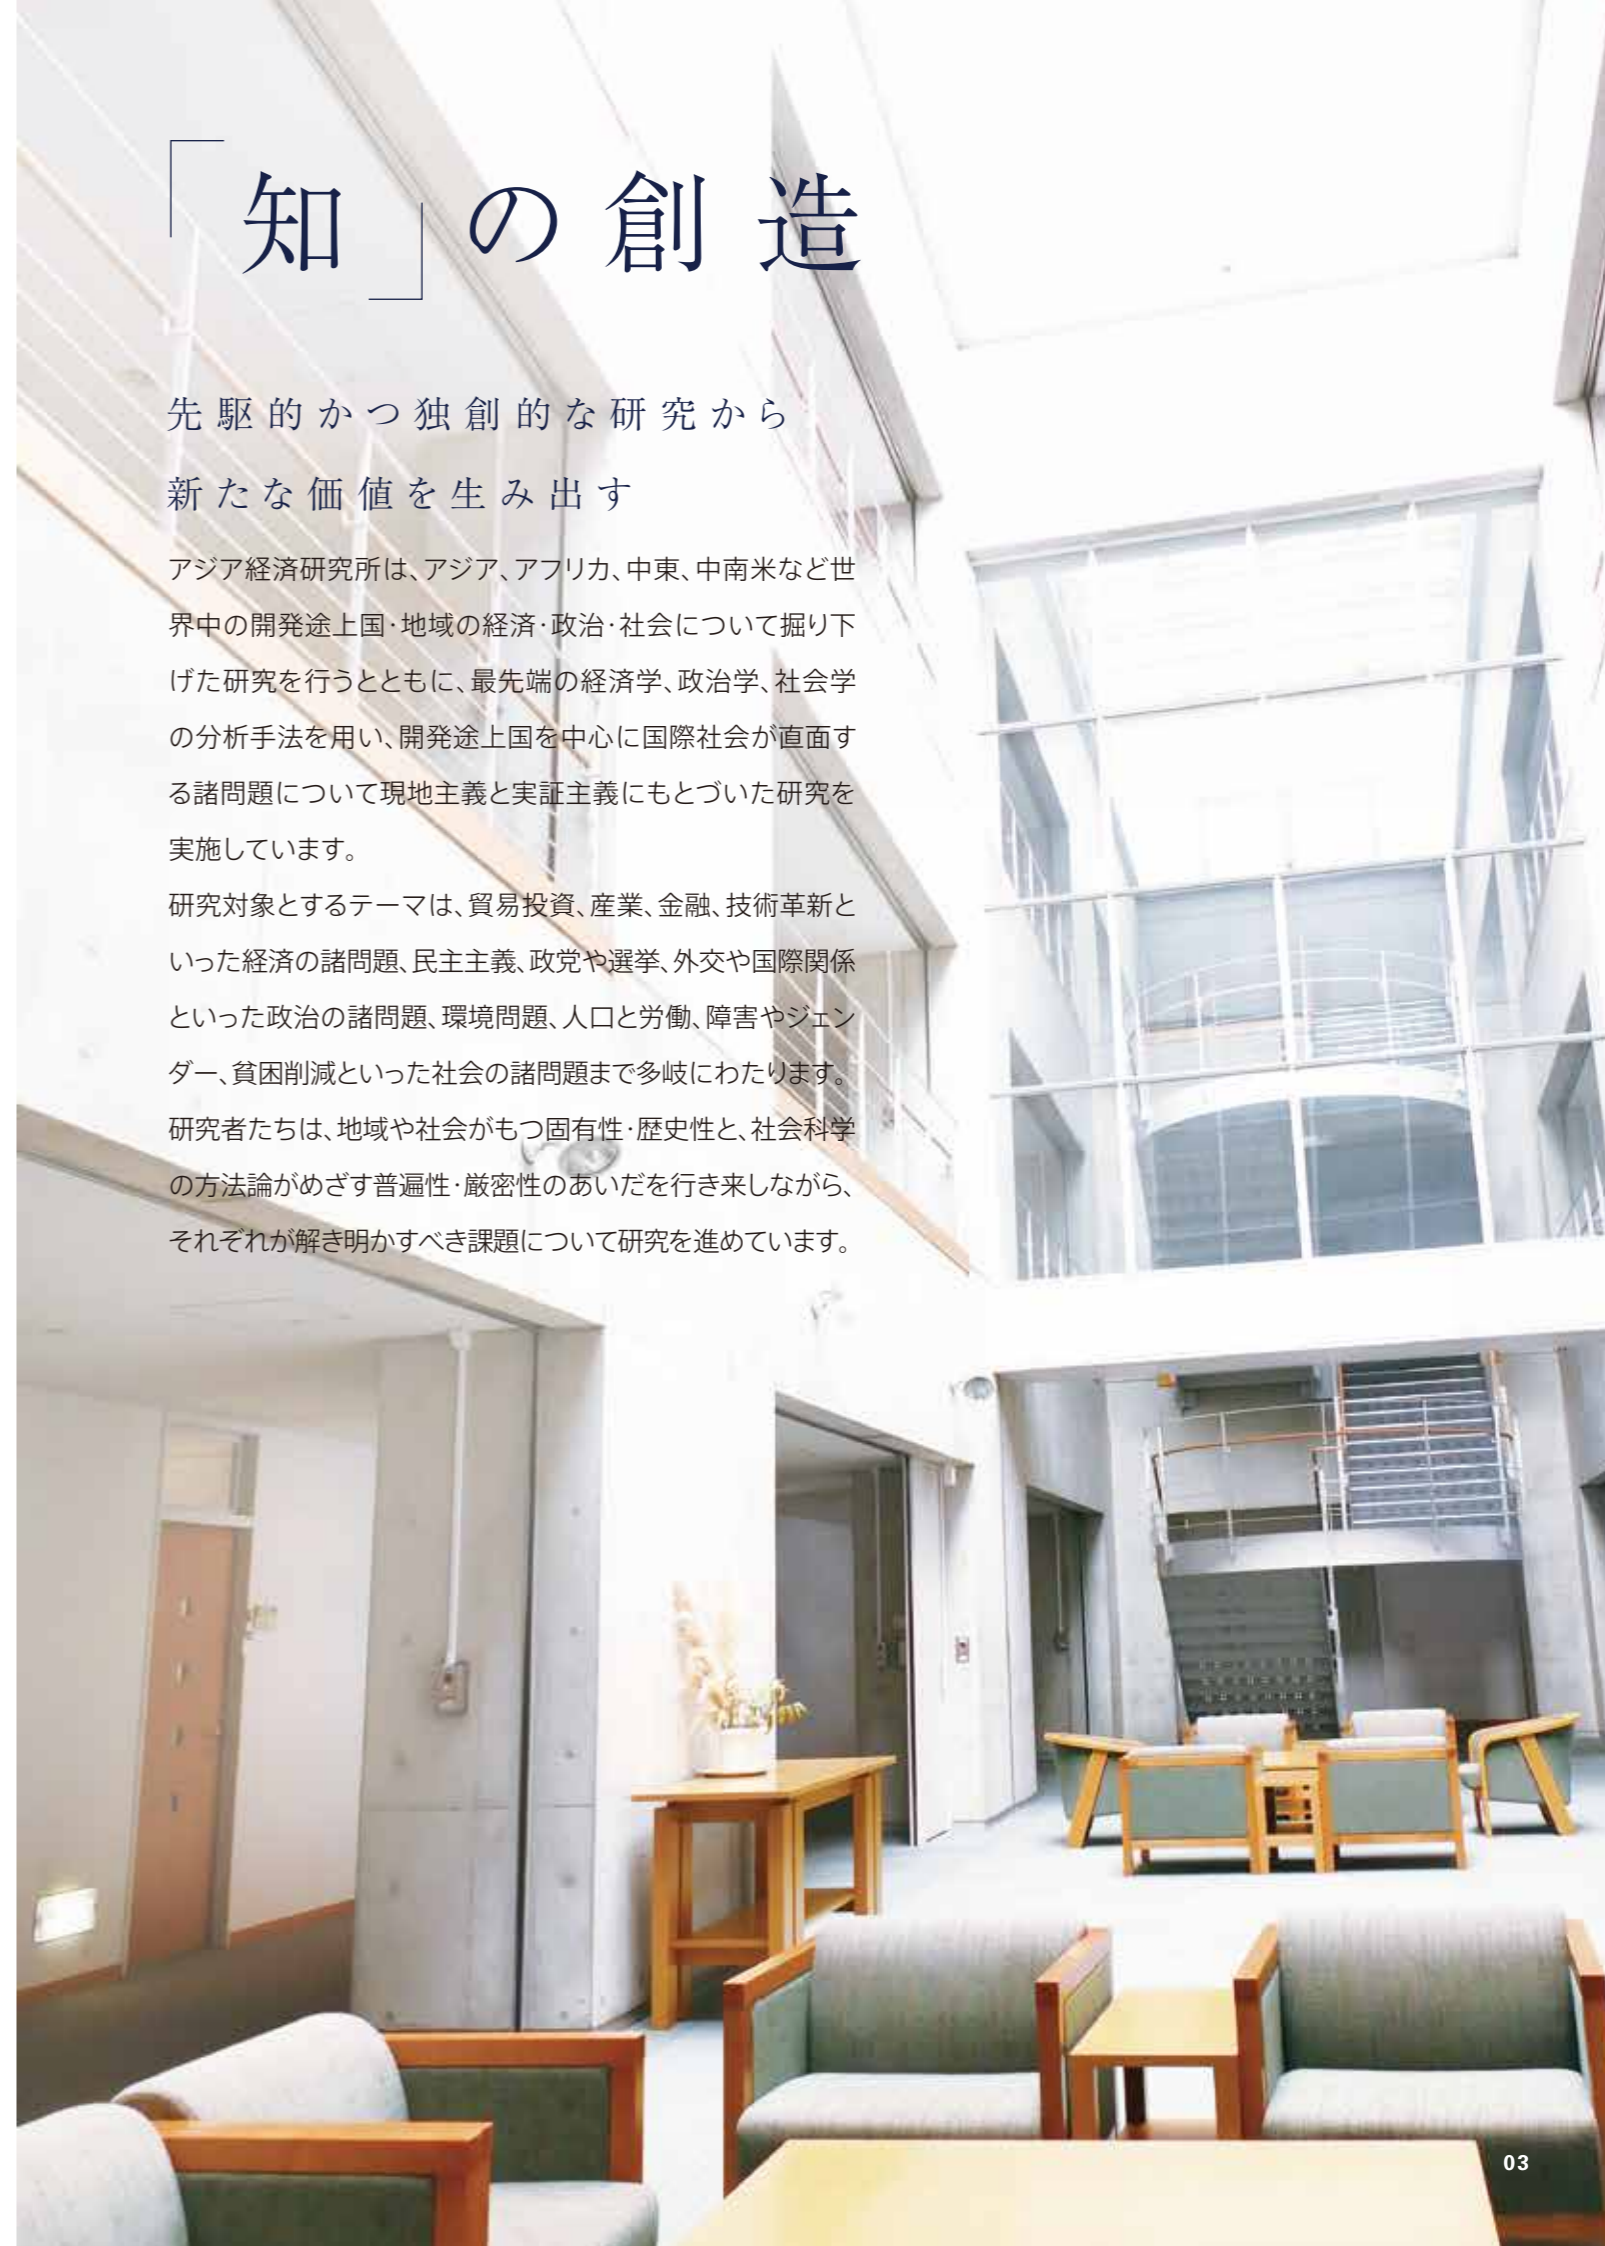 「知」の創造
先駆的かつ独創的な研究から
新たな価値を生み出す
アジア経済研究所は、アジア、アフリカ、中東、中南米など世
界中の開発途上国・地域の経済・政治・社会について掘り下
げた研究を行うとともに、最先端の経済学、政治学、社会学
の分析手法を用い、開発途上国を中心に国際社会が直面す
る諸問題について現地主義と実証主義にもとづいた研究を
実施しています。
研究対象とするテーマは、貿易投資、産業、金融、技術革新と
いった経済の諸問題、民主主義、政党や選挙、外交や国際関係
といった政治の諸問題、環境問題、人口と労働、障害やジェン
ダー、貧困削減といった社会の諸問題まで多岐にわたります。
研究者たちは、地域や社会がもつ固有性・歴史性と、社会科学
の方法論がめざす普遍性・厳密性のあいだを行き来しながら、
それぞれが解き明かすべき課題について研究を進めています。
03